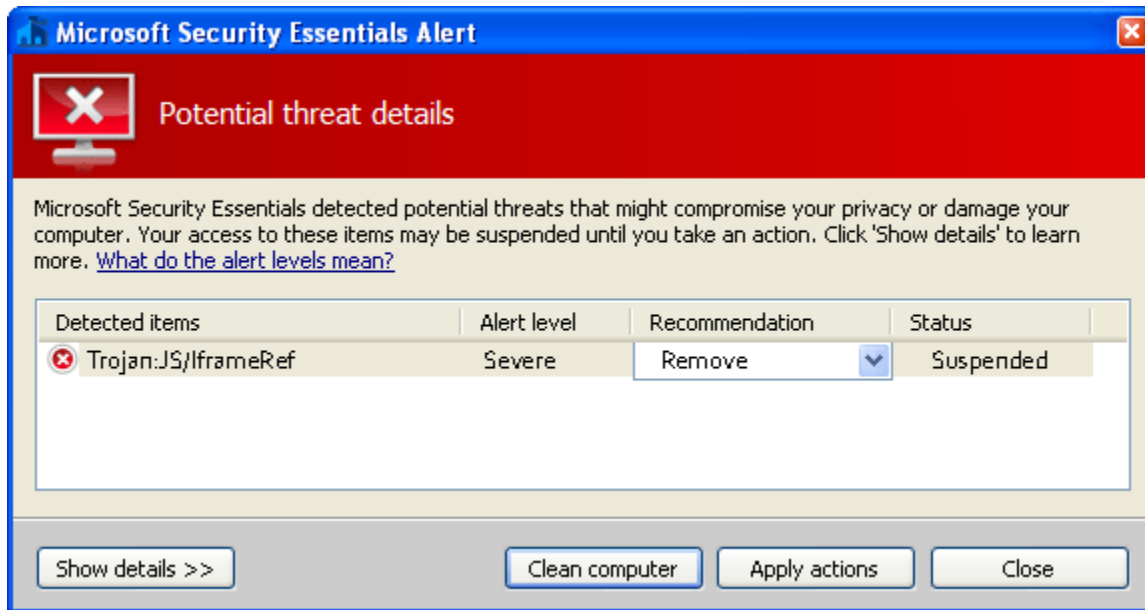 Microsoft Security Essentials Alert
Potential threat details
Microsoft Security Essentials detected potential threats that might compromise your privacy or damage your
computer. Your access to these items may be suspended until you take an action. Click 'Show details' to learn
more. What do the alert levels mean?
Detected items Alert level Recommendation Status
Trojan:JS/IframeRef Severe Remove Suspended
Show details >> Clean computer Apply actions Close